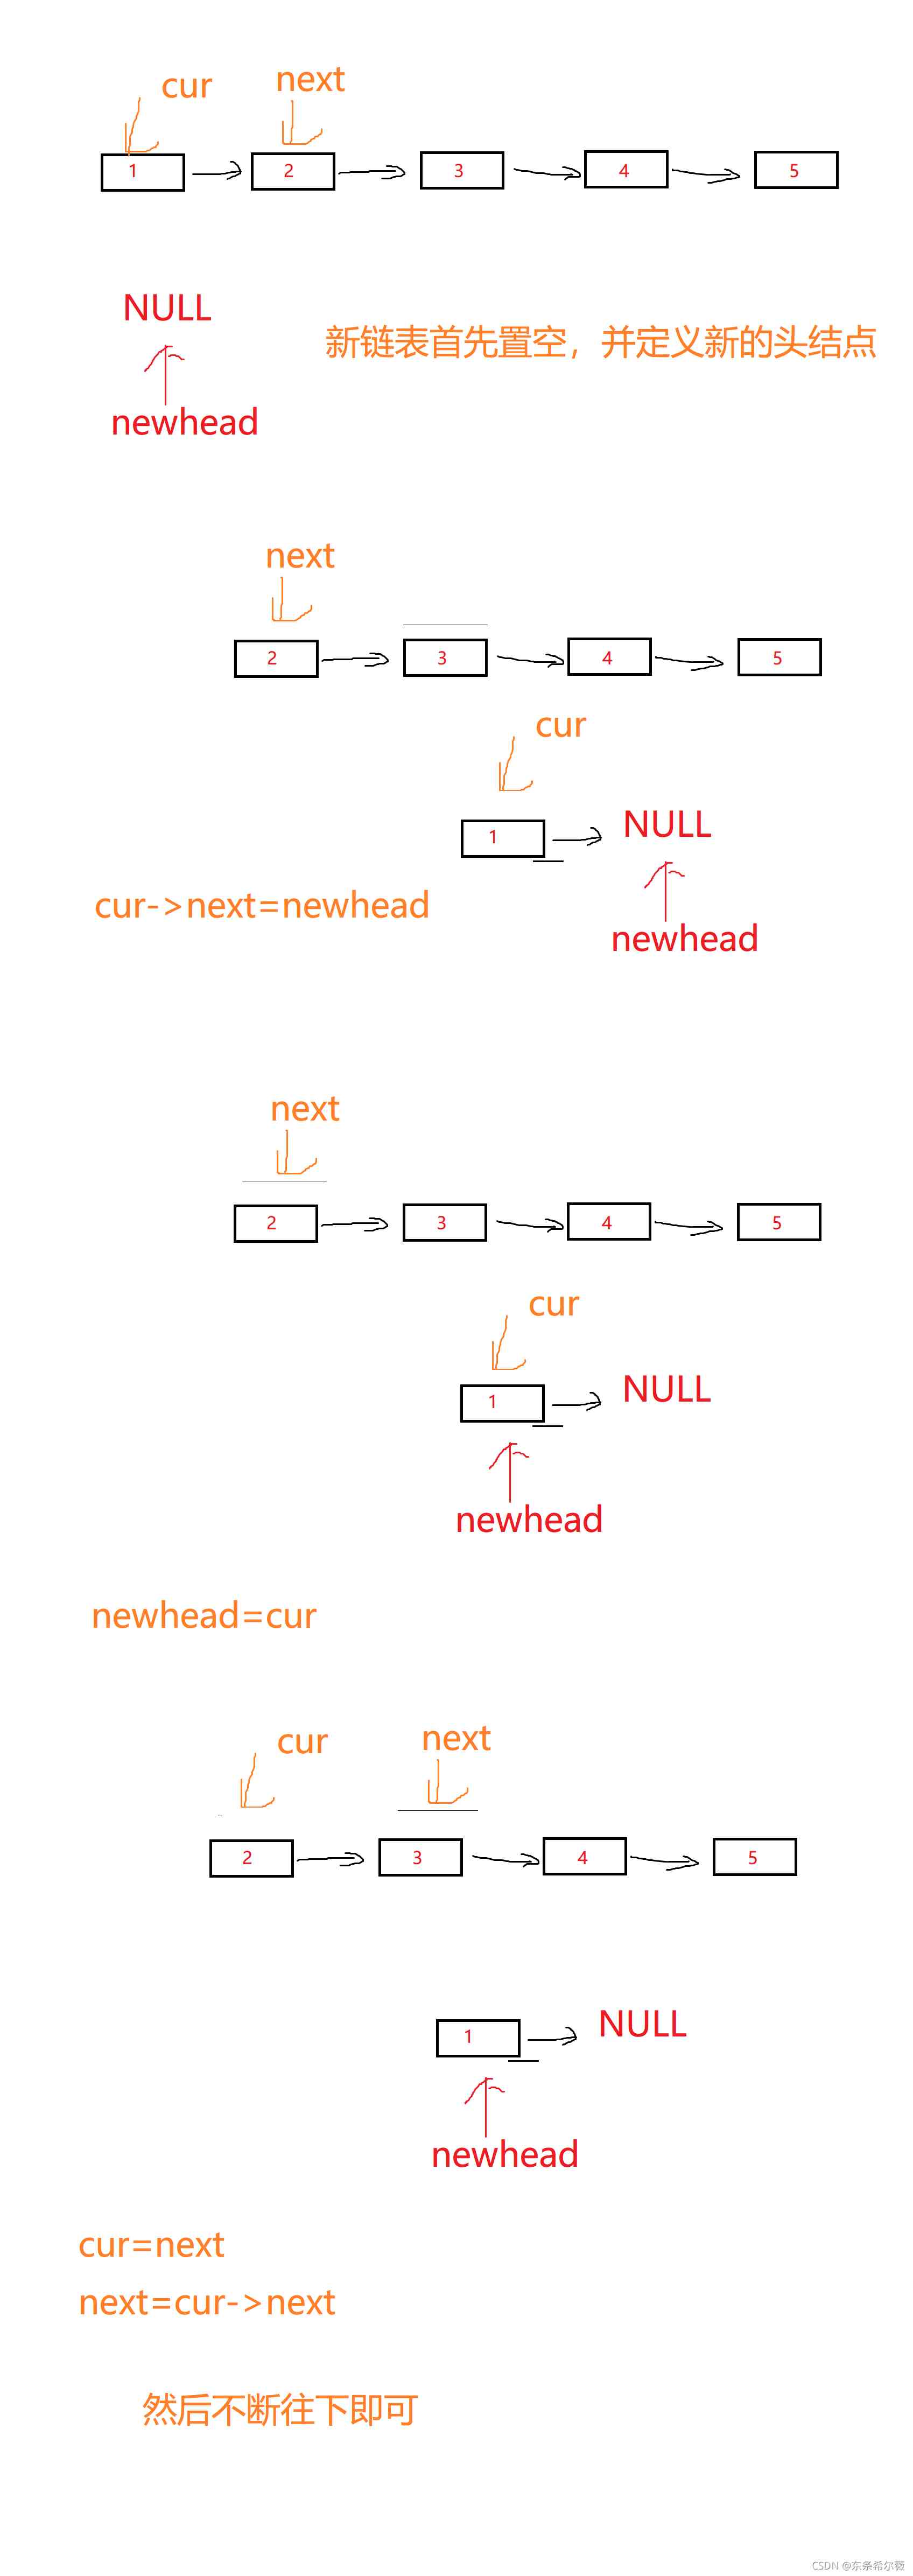 cur next
1 2 3 4 5
NULL
新链表首先置空，并定义新的头结点
newhead
next
2 3 4 5
cur
1 NULL
cur->next=newhead
newhead
next
2 3 4 5
cur
1 NULL
newhead
newhead=cur
cur next
2 3 4 5
1 NULL
newhead
cur=next
next=cur->next
然后不断往下即可
CSDN @东条希尔薇